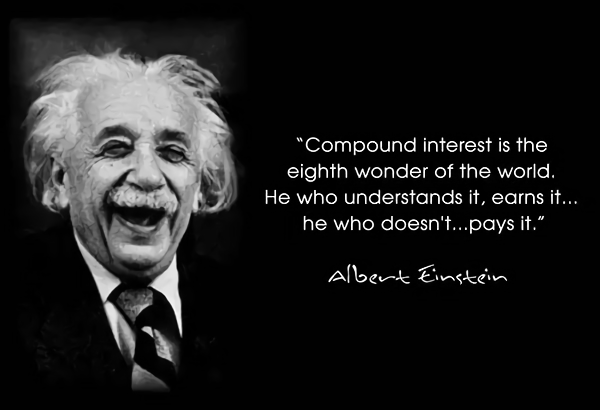 “Compound interest is the
eighth wonder of the world.
He who understands it, earns it...
he who doesn't...pays it.”
Albert Einstein